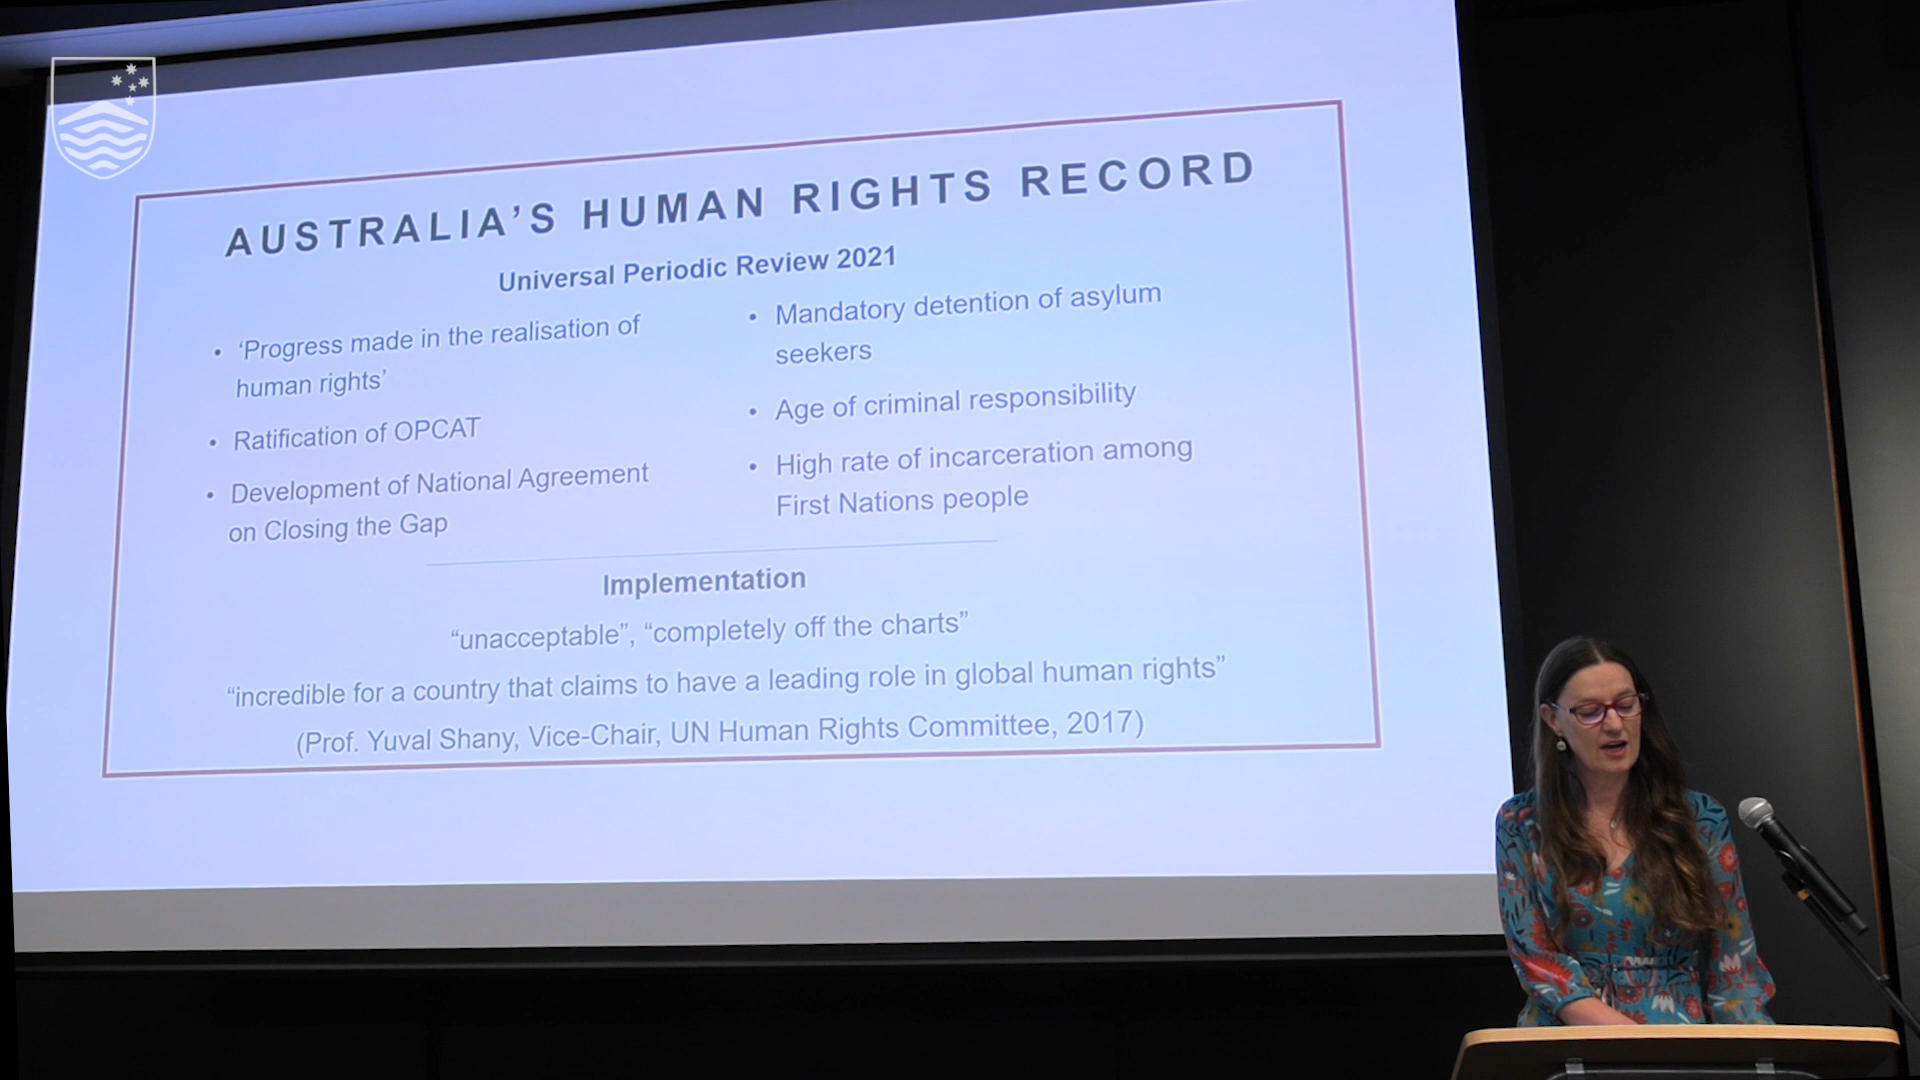 AUSTRALIA’S HUMAN RIGHTS RECORD
Universal Periodic Review 2021
• ‘Progress made in the realisation of
human rights’
• Ratification of OPCAT
• Development of National Agreement
on Closing the Gap
• Mandatory detention of asylum
seekers
• Age of criminal responsibility
• High rate of incarceration among
First Nations people
Implementation
“unacceptable”, “completely off the charts”
“incredible for a country that claims to have a leading role in global human rights”
(Prof. Yuval Shany, Vice-Chair, UN Human Rights Committee, 2017)